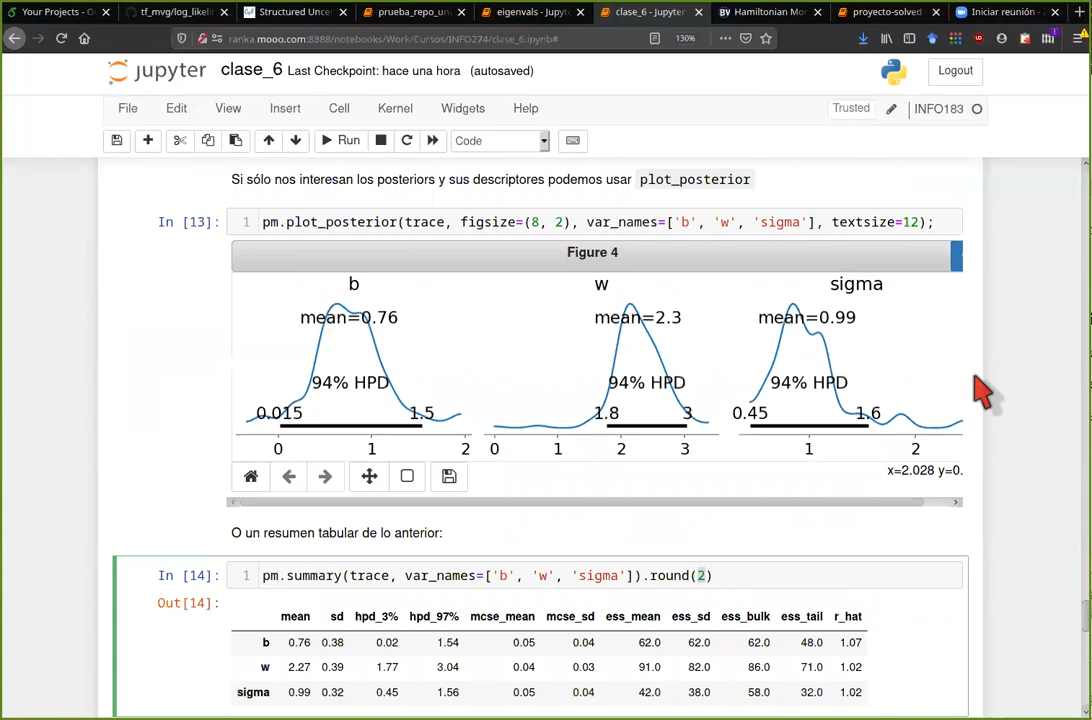 Your Projects - O
tf_mvg/log_likelih
Structured Uncer
prueba_repo_un
eigenvals - Jupyte
clase_6 - Jupyter
Hamiltonian Mon
proyecto-solved
Iniciar reunión -
ranka.mooo.com:8888/notebooks/Work/Cursos/INFO274/clase_6.ipynb#
130%
jupyter clase_6 Last Checkpoint: hace una hora (autosaved)
Logout
File Edit View Insert Cell Kernel Widgets Help
Trusted
INFO183
Run
Code
Si sólo nos interesan los posteriors y sus descriptores podemos usar plot_posterior
In [13]: 1 pm.plot_posterior(trace, figsize=(8, 2), var_names=['b', 'w', 'sigma'], textsize=12);
Figure 4
b w sigma
mean=0.76 mean=2.3 mean=0.99
94% HPD 94% HPD 94% HPD
0.015 1.5 1.8 3 0.45 1.6
0 1 2 0 1 2 3 1 2
x=2.028 y=0.
O un resumen tabular de lo anterior:
In [14]: 1 pm.summary(trace, var_names=['b', 'w', 'sigma']).round(2)
Out[14]:
mean sd hpd_3% hpd_97% mcse_mean mcse_sd ess_mean ess_sd ess_bulk ess_tail r_hat
b 0.76 0.38 0.02 1.54 0.05 0.04 62.0 62.0 62.0 48.0 1.07
w 2.27 0.39 1.77 3.04 0.04 0.03 91.0 82.0 86.0 71.0 1.02
sigma 0.99 0.32 0.45 1.56 0.05 0.04 42.0 38.0 58.0 32.0 1.02